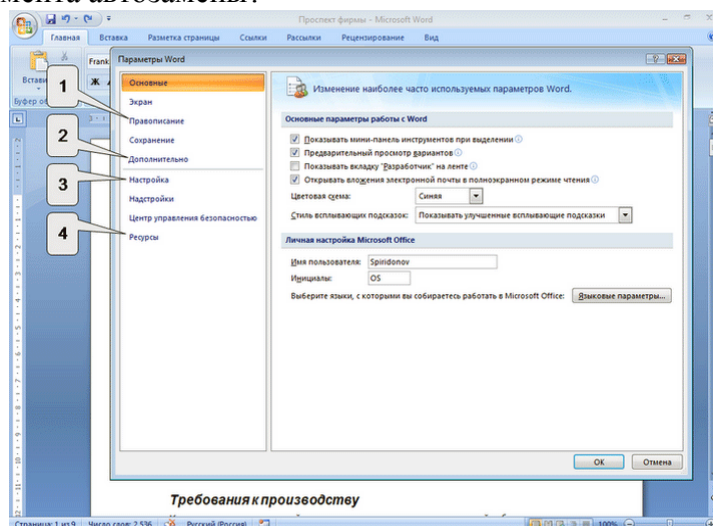 мента автозамены.
Проспект фирмы - Microsoft Word
Главная Вставка Разметка страницы Ссылки Рассылки Рецензирование Вид
Встави
Frank
Ж
Буфер об
Параметры Word
Основные
Экран
Правописание
Сохранение
Дополнительно
Настройка
Надстройки
Центр управления безопасностью
Ресурсы
1
2
3
4
Изменение наиболее часто используемых параметров Word.
Основные параметры работы с Word
Показывать мини-панель инструментов при выделении
Предварительный просмотр вариантов
Показывать вкладку "Разработчик" на ленте
Открывать вложения электронной почты в полноэкранном режиме чтения
Цветовая схема: Синяя
Стиль всплывающих подсказок: Показывать улучшенные всплывающие подсказки
Личная настройка Microsoft Office
Имя пользователя: Spiridonov
Инициалы: OS
Выберите языки, с которыми вы собираетесь работать в Microsoft Office: Языковые параметры...
ОК Отмена
Требования к производству
Страница: 1 из 9 Число слов: 2 536 Русский (Россия) 100%